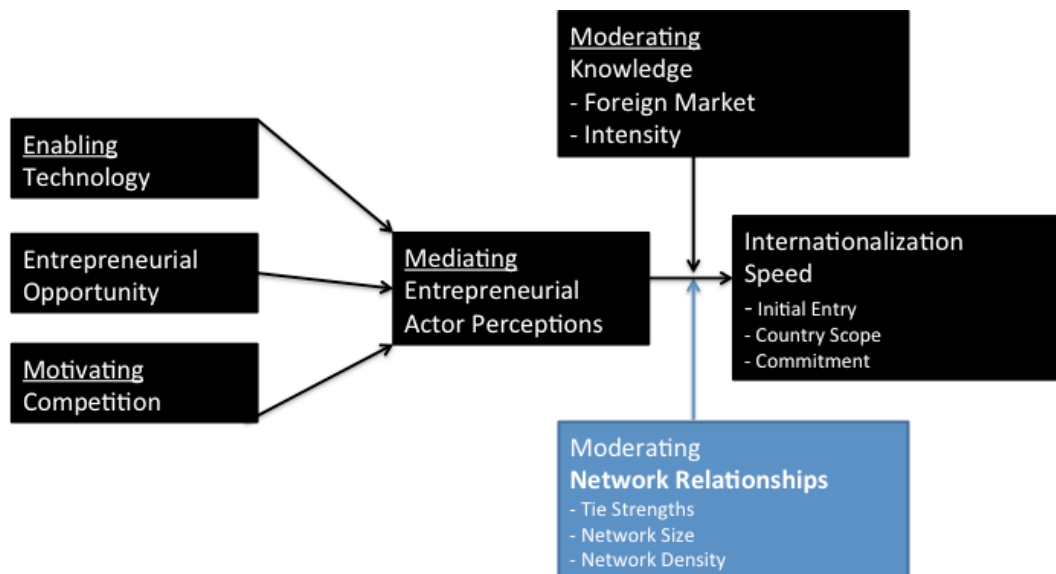 Enabling
Technology
Entrepreneurial
Opportunity
Motivating
Competition
Mediating
Entrepreneurial
Actor Perceptions
Moderating
Knowledge
- Foreign Market
- Intensity
Internationalization
Speed
- Initial Entry
- Country Scope
- Commitment
Moderating
Network Relationships
- Tie Strengths
- Network Size
- Network Density